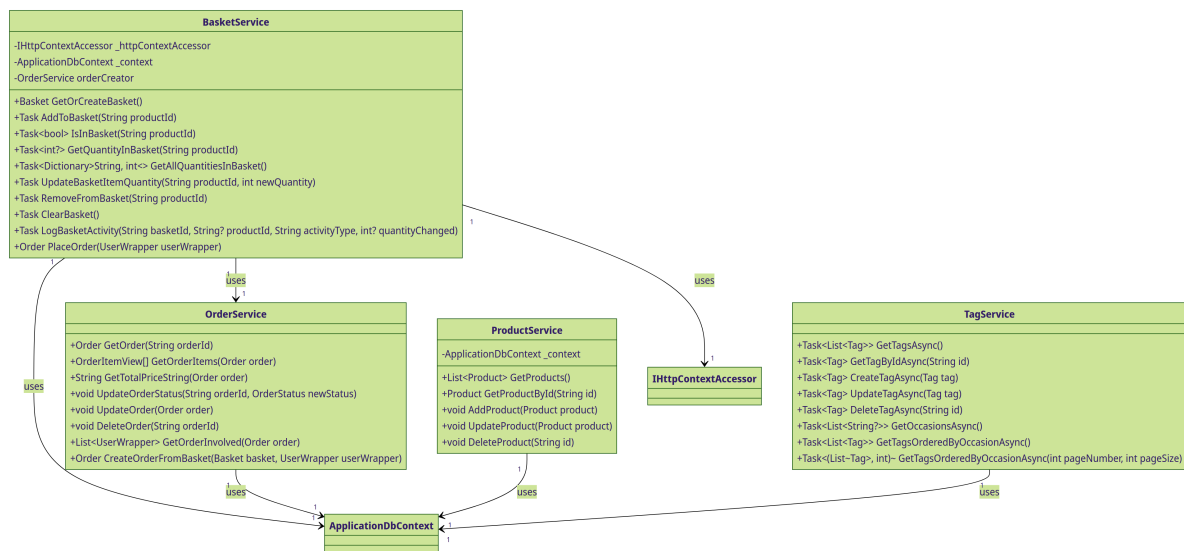 BasketService
-IHttpContextAccessor _httpContextAccessor
-ApplicationDbContext _context
-OrderService orderCreator
+Basket GetOrCreateBasket()
+Task AddToBasket(String productId)
+Task<bool> IsInBasket(String productId)
+Task<int?> GetQuantityInBasket(String productId)
+Task<Dictionary>String, int<> GetAllQuantitiesInBasket()
+Task UpdateBasketItemQuantity(String productId, int newQuantity)
+Task RemoveFromBasket(String productId)
+Task ClearBasket()
+Task LogBasketActivity(String basketId, String? productId, String activityType, int? quantityChanged)
+Order PlaceOrder(UserWrapper userWrapper)
1
1
1
uses
uses
uses
1
1
OrderService
+Order GetOrder(String orderId)
+OrderItemView[] GetOrderItems(Order order)
+String GetTotalPriceString(Order order)
+void UpdateOrderStatus(String orderId, OrderStatus newStatus)
+void UpdateOrder(Order order)
+void DeleteOrder(String orderId)
+List<UserWrapper> GetOrderInvolved(Order order)
+Order CreateOrderFromBasket(Basket basket, UserWrapper userWrapper)
ProductService
-ApplicationDbContext _context
+List<Product> GetProducts()
+Product GetProductById(String id)
+void AddProduct(Product product)
+void UpdateProduct(Product product)
+void DeleteProduct(String id)
IHttpContextAccessor
TagService
+Task<List<Tag>> GetTagsAsync()
+Task<Tag> GetTagByIdAsync(String id)
+Task<Tag> CreateTagAsync(Tag tag)
+Task<Tag> UpdateTagAsync(Tag tag)
+Task<Tag> DeleteTagAsync(String id)
+Task<List<String?>> GetOccasionsAsync()
+Task<List<Tag>> GetTagsOrderedByOccasionAsync()
+Task<(List~Tag>, int)~ GetTagsOrderedByOccasionAsync(int pageNumber, int pageSize)
1
1
1
uses
uses
uses
1
1
1
1
ApplicationDbContext